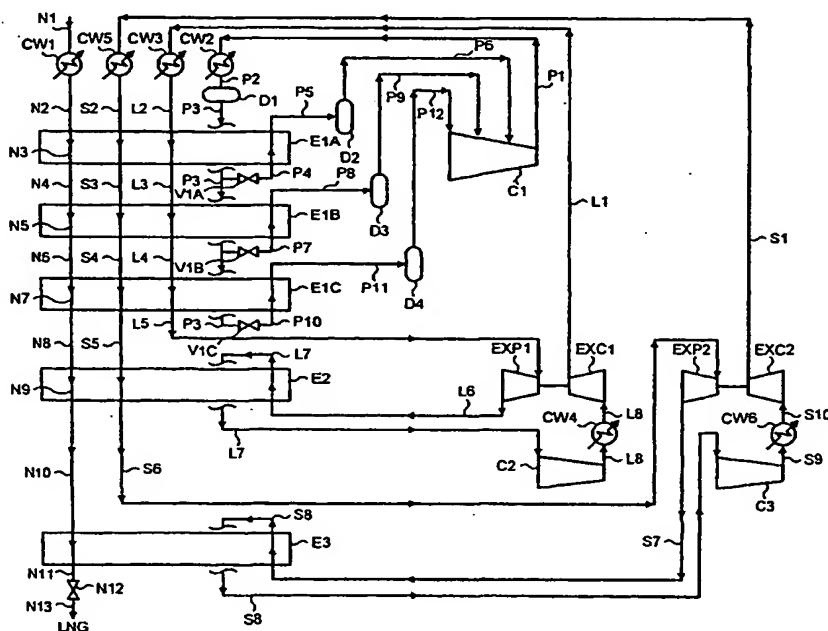 N1
CW1
CW5
CW3
CW2
P2
D1
P3
N2
S2
L2
P5
P6
P9
P12
D2
P1
C1
E1A
N3
N4
S3
L3
P3
V1A
P4
P8
D3
E1B
N5
N6
S4
L4
V1B
P7
P11
D4
E1C
N7
L5
P3
P10
V1C
N8
S5
L7
E2
N9
L1
S1
EXP1
EXC1
EXP2
EXC2
L6
CW4
L8
CW6
S10
L7
C2
L8
S9
C3
N10
S6
S8
E3
S7
N11
N12
N13
S8
LNG